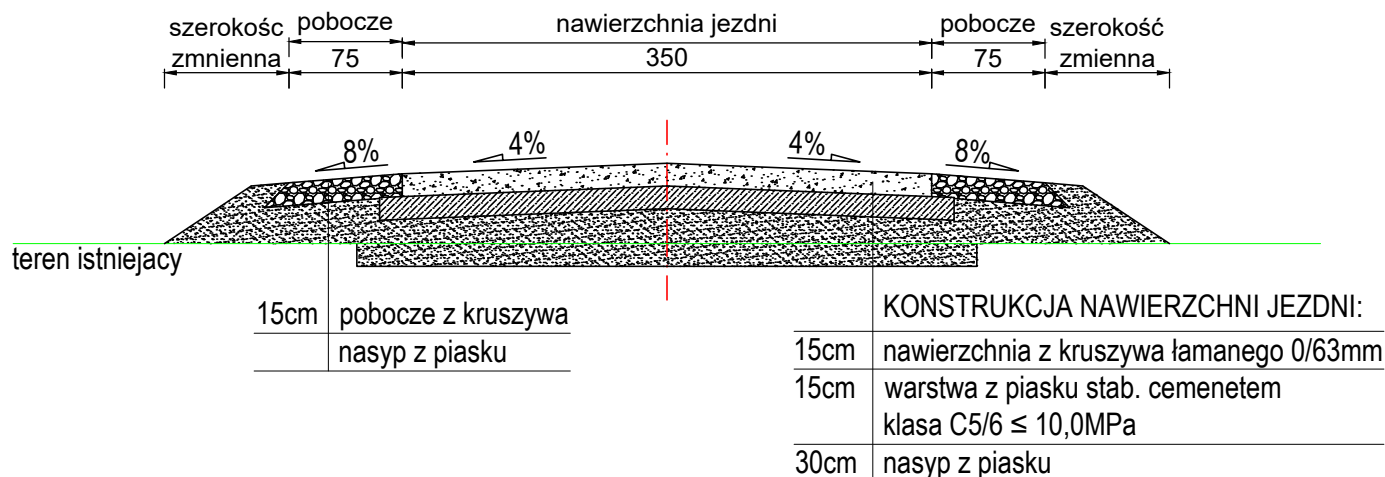 szerokość pobocze nawierzchnia jezdni pobocze szerokość
zmnienna 75 350 75 zmienna
8% 4% 4% 8%
teren istniejacy
15cm pobocze z kruszywa
nasyp z piasku
KONSTRUKCJA NAWIERZCHNI JEZDNI:
15cm nawierzchnia z kruszywa łamanego 0/63mm
15cm warstwa z piasku stab. cemenetem
klasa C5/6 ≤ 10,0MPa
30cm nasyp z piasku